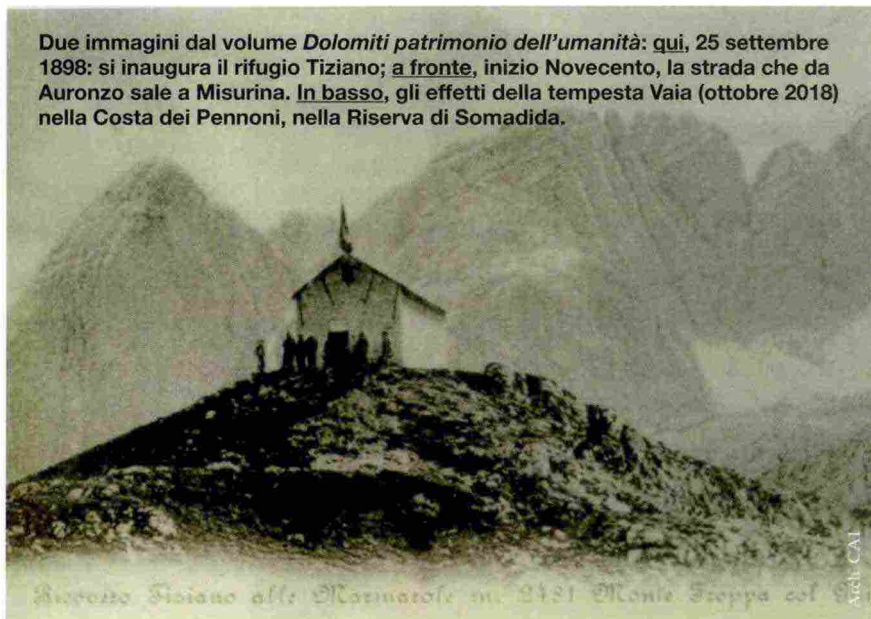 Due immagini dal volume Dolomiti patrimonio dell'umanità: qui, 25 settembre
1898: si inaugura il rifugio Tiziano; a fronte, inizio Novecento, la strada che da
Auronzo sale a Misurina. In basso, gli effetti della tempesta Vaia (ottobre 2018)
nella Costa dei Pennoni, nella Riserva di Somadida.
Arch. CAI
Ricovero Tiziano alle Marmarole m. 2481 Monte Froppa col